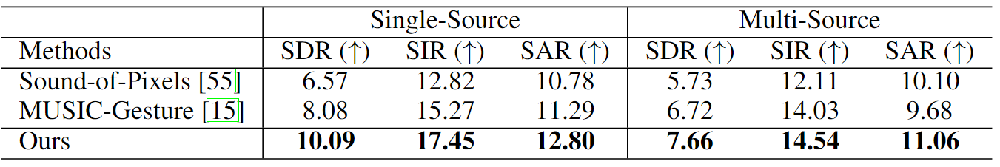 Single-Source Multi-Source
Methods SDR (↑) SIR (↑) SAR (↑) SDR (↑) SIR (↑) SAR (↑)
Sound-of-Pixels [55] 6.57 12.82 10.78 5.73 12.11 10.10
MUSIC-Gesture [15] 8.08 15.27 11.29 6.72 14.03 9.68
Ours 10.09 17.45 12.80 7.66 14.54 11.06